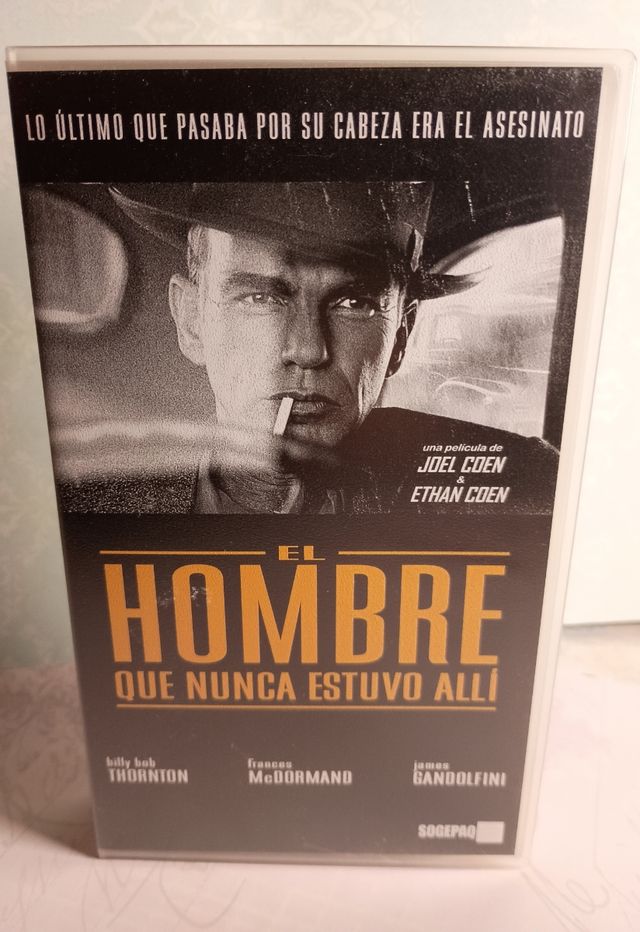 LO ÚLTIMO QUE PASABA POR SU CABEZA ERA EL ASESINATO
una película de
JOEL COEN
&
ETHAN COEN
EL
HOMBRE
QUE NUNCA ESTUVO ALLÍ
billy bob
THORNTON
frances
McDORMAND
james
GANDOLFINI
SOGEPAQ